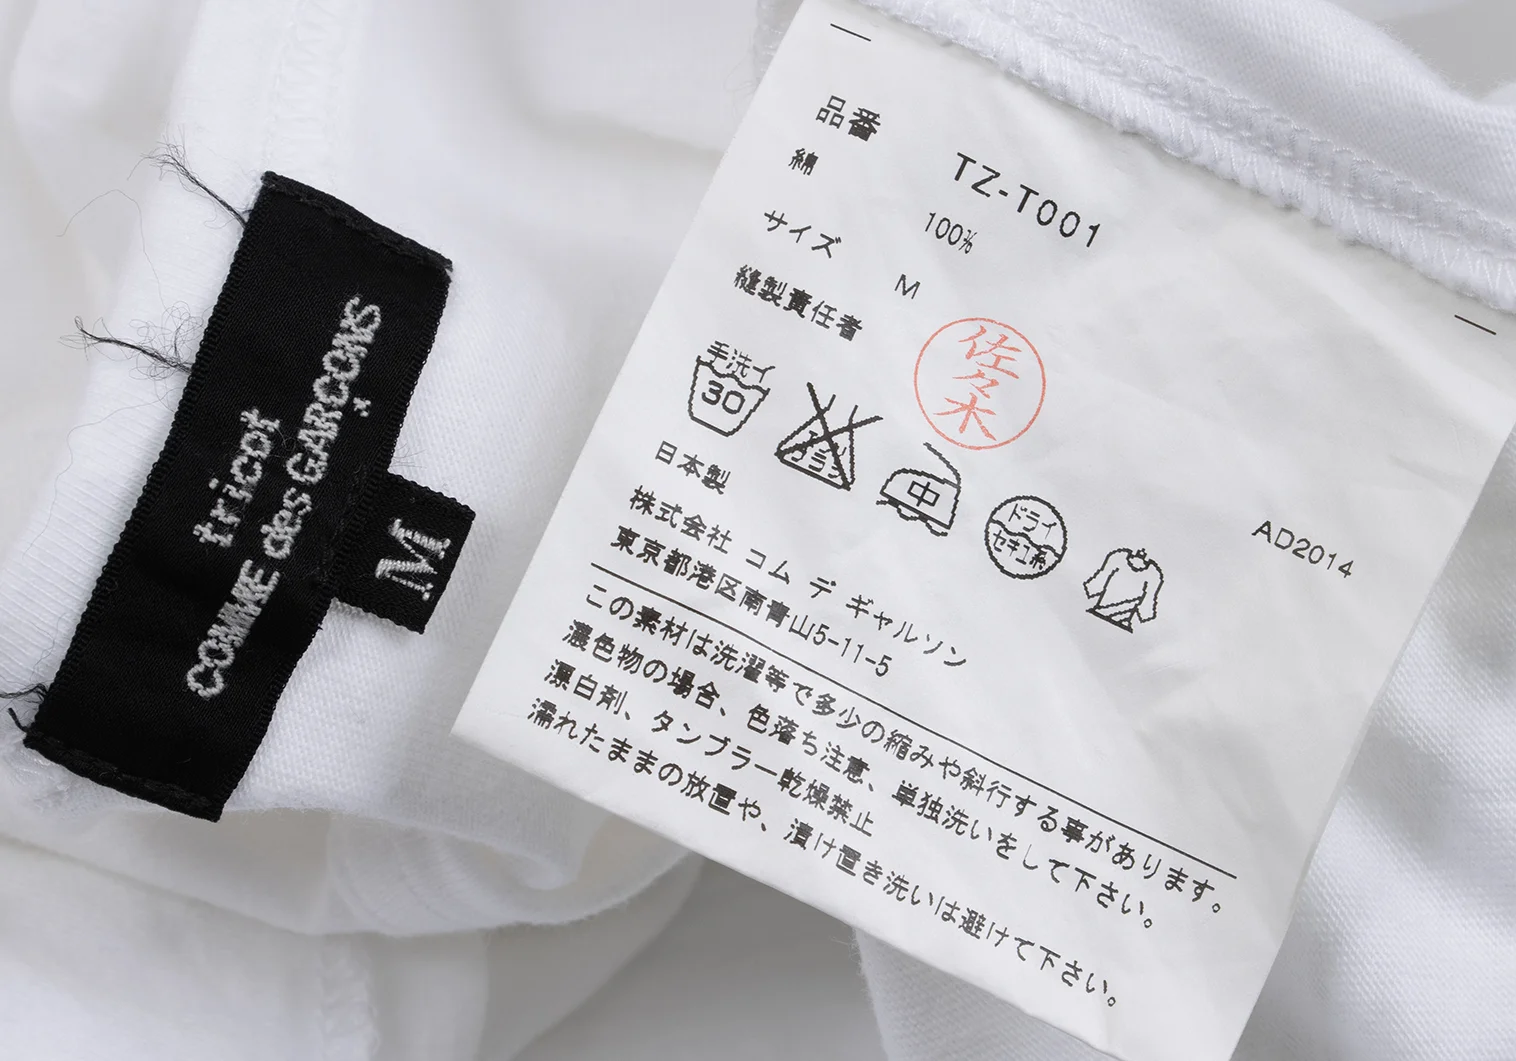 tricot
COMME des GARÇONS
M
品番 TZ-T001
綿 100%
サイズ M
縫製責任者
佐々木
手洗イ
30
エンソサラシ
中
ドライ
セキユ系
日本製
AD2014
株式会社 コム デ ギャルソン
東京都港区南青山5-11-5
この素材は洗濯等で多少の縮みや斜行する事があります。
濃色物の場合、色落ち注意、単独洗いをして下さい。
漂白剤、タンブラー乾燥禁止
濡れたままの放置や、漬け置き洗いは避けて下さい。